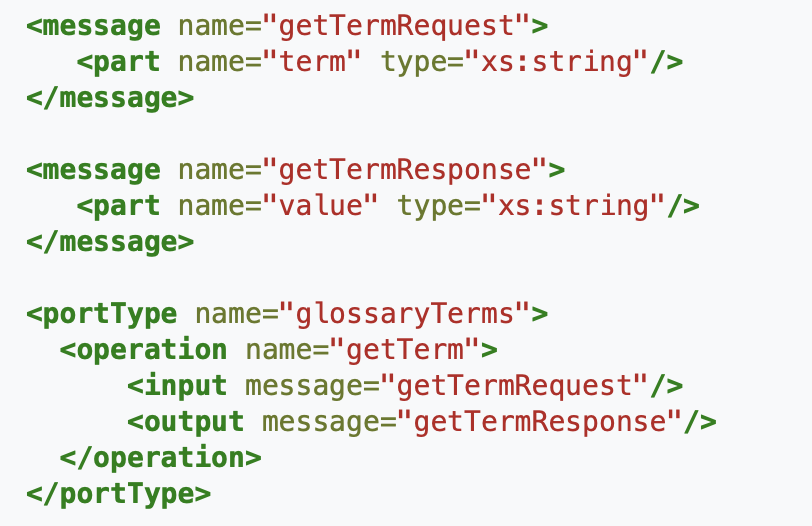 <message name="getTermRequest">
   <part name="term" type="xs:string"/>
</message>

<message name="getTermResponse">
   <part name="value" type="xs:string"/>
</message>

<portType name="glossaryTerms">
  <operation name="getTerm">
      <input message="getTermRequest"/>
      <output message="getTermResponse"/>
  </operation>
</portType>